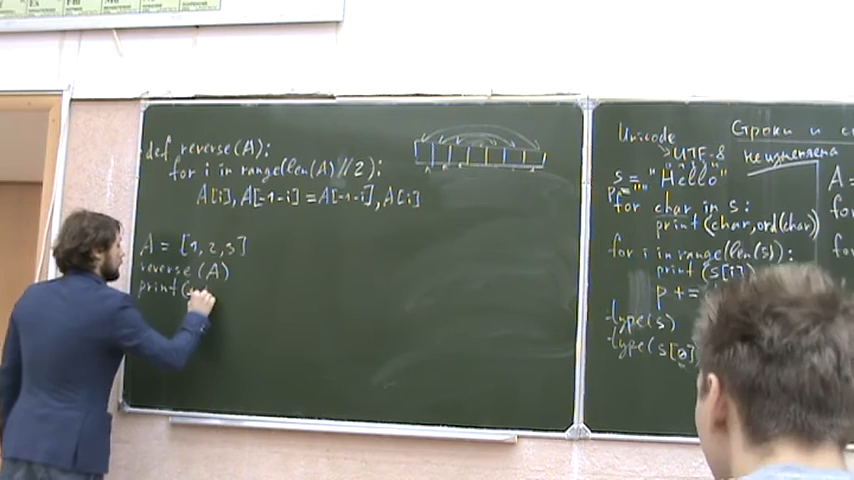 def reverse(A):
for i in range(len(A)//2):
A[i], A[-1-i] = A[-1-i], A[i]
A = [1, 2, 3]
reverse(A)
print(
Unicode
UTF-8
Строки и
неизменяема
s = "Hello"
for char in s:
print(char, ord(char))
for i in range(len(s)):
print(s[i])
p +=
type(s)
type(s[0])
A =